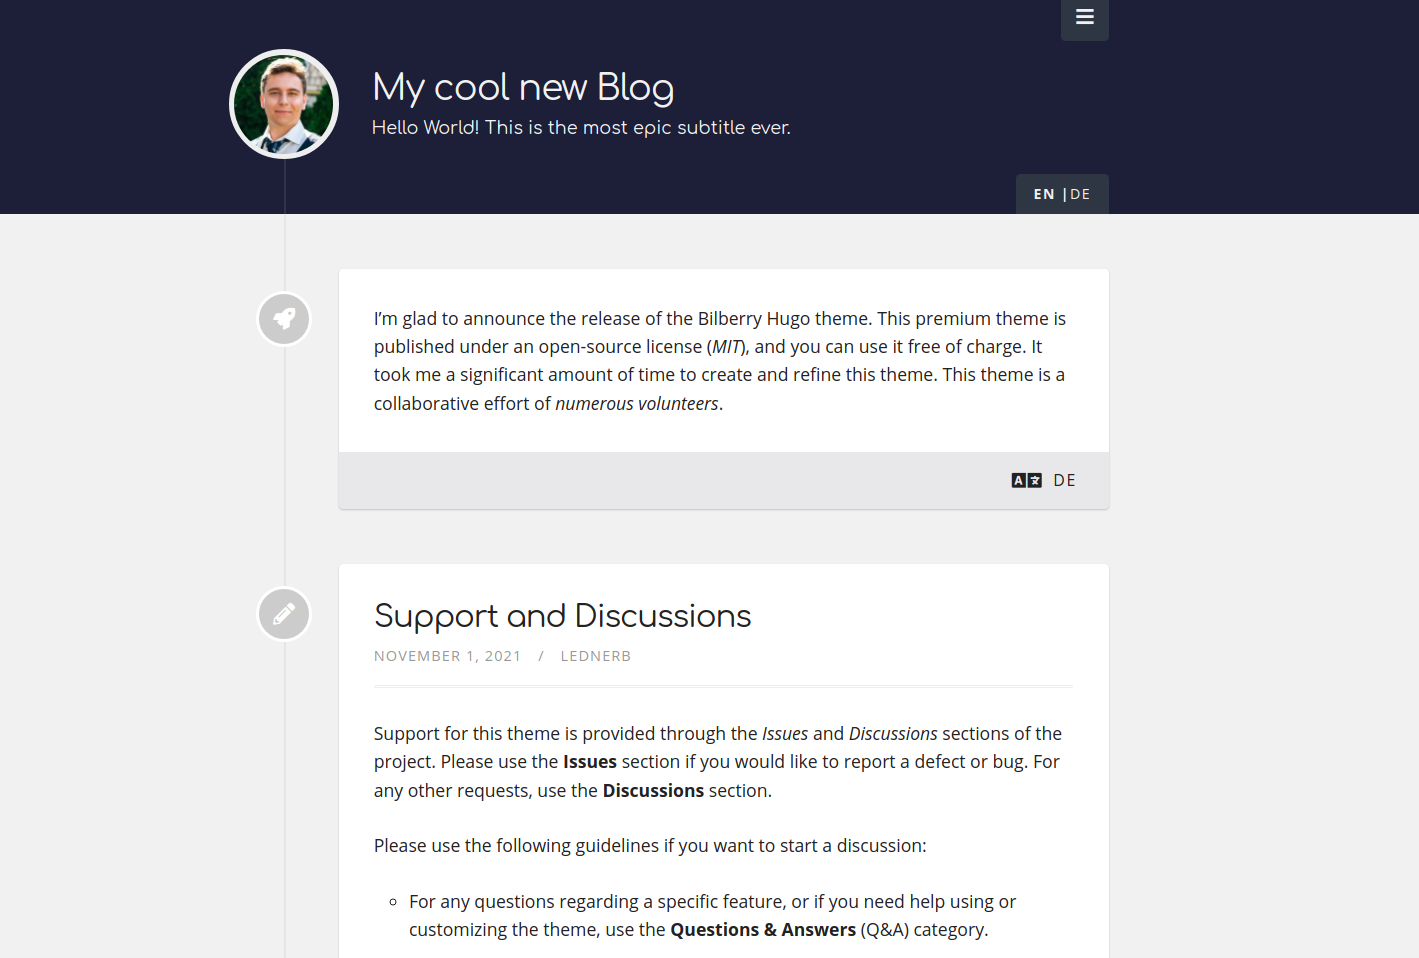 My cool new Blog
Hello World! This is the most epic subtitle ever.
EN |DE
I’m glad to announce the release of the Bilberry Hugo theme. This premium theme is
published under an open-source license (MIT), and you can use it free of charge. It
took me a significant amount of time to create and refine this theme. This theme is a
collaborative effort of numerous volunteers.
DE
Support and Discussions
NOVEMBER 1, 2021 / LEDNERB
Support for this theme is provided through the Issues and Discussions sections of the
project. Please use the Issues section if you would like to report a defect or bug. For
any other requests, use the Discussions section.
Please use the following guidelines if you want to start a discussion:
For any questions regarding a specific feature, or if you need help using or
customizing the theme, use the Questions & Answers (Q&A) category.